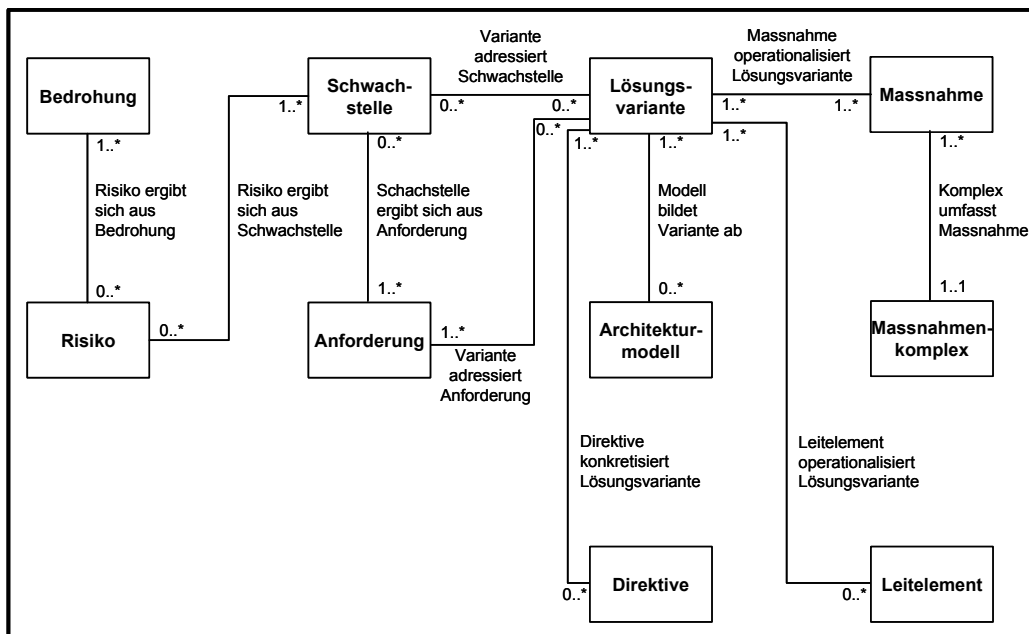 Variante
adressiert
Schwachstelle
Massnahme
operationalisiert
Lösungsvariante
Bedrohung
Schwach-
stelle
Lösungs-
variante
Massnahme
1..*
0..*
0..*
1..*
1..*
1..*
0..*
0..*
1..*
1..*
1..*
1..*
Risiko ergibt
sich aus
Bedrohung
Risiko ergibt
sich aus
Schwachstelle
Schachstelle
ergibt sich aus
Anforderung
Modell
bildet
Variante ab
Komplex
umfasst
Massnahme
0..*
1..*
0..*
1..1
Risiko
0..*
Anforderung
1..*
Architektur-
modell
Massnahmen-
komplex
Variante
adressiert
Anforderung
Direktive
konkretisiert
Lösungsvariante
Leitelement
operationalisiert
Lösungsvariante
Direktive
0..*
Leitelement
0..*